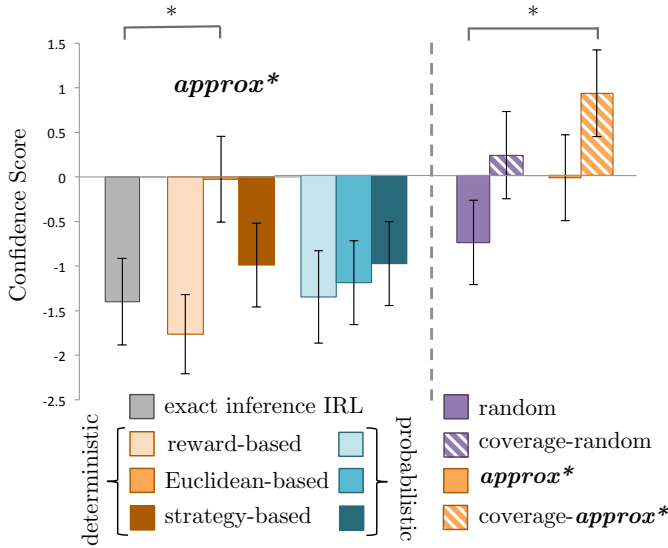 *
*
1.5
1
0.5
0
-0.5
-1
-1.5
-2
-2.5
Confidence Score
approx*
exact inference IRL
deterministic
reward-based
Euclidean-based
strategy-based
probabilistic
random
coverage-random
approx*
coverage-approx*